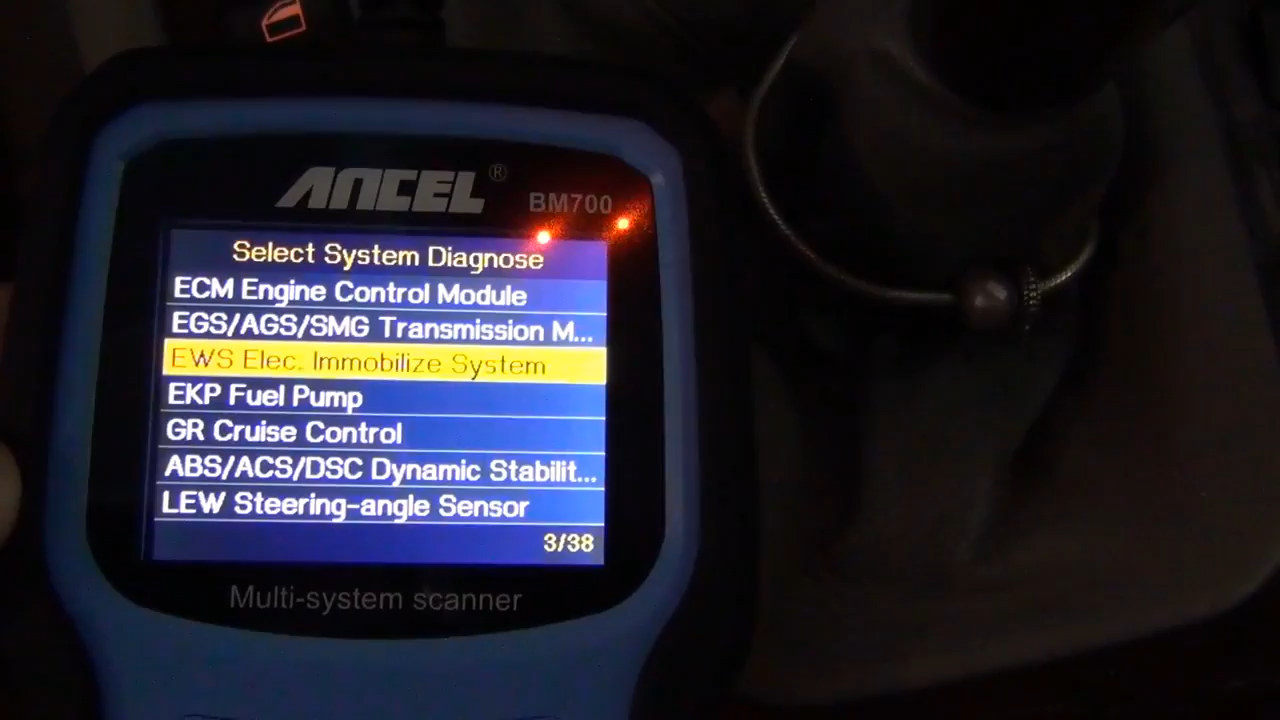 ANCEL®
BM700
Select System Diagnose
ECM Engine Control Module
EGS/AGS/SMG Transmission M...
EWS Elec. Immobilize System
EKP Fuel Pump
GR Cruise Control
ABS/ACS/DSC Dynamic Stabilit...
LEW Steering-angle Sensor
3/38
Multi-system scanner